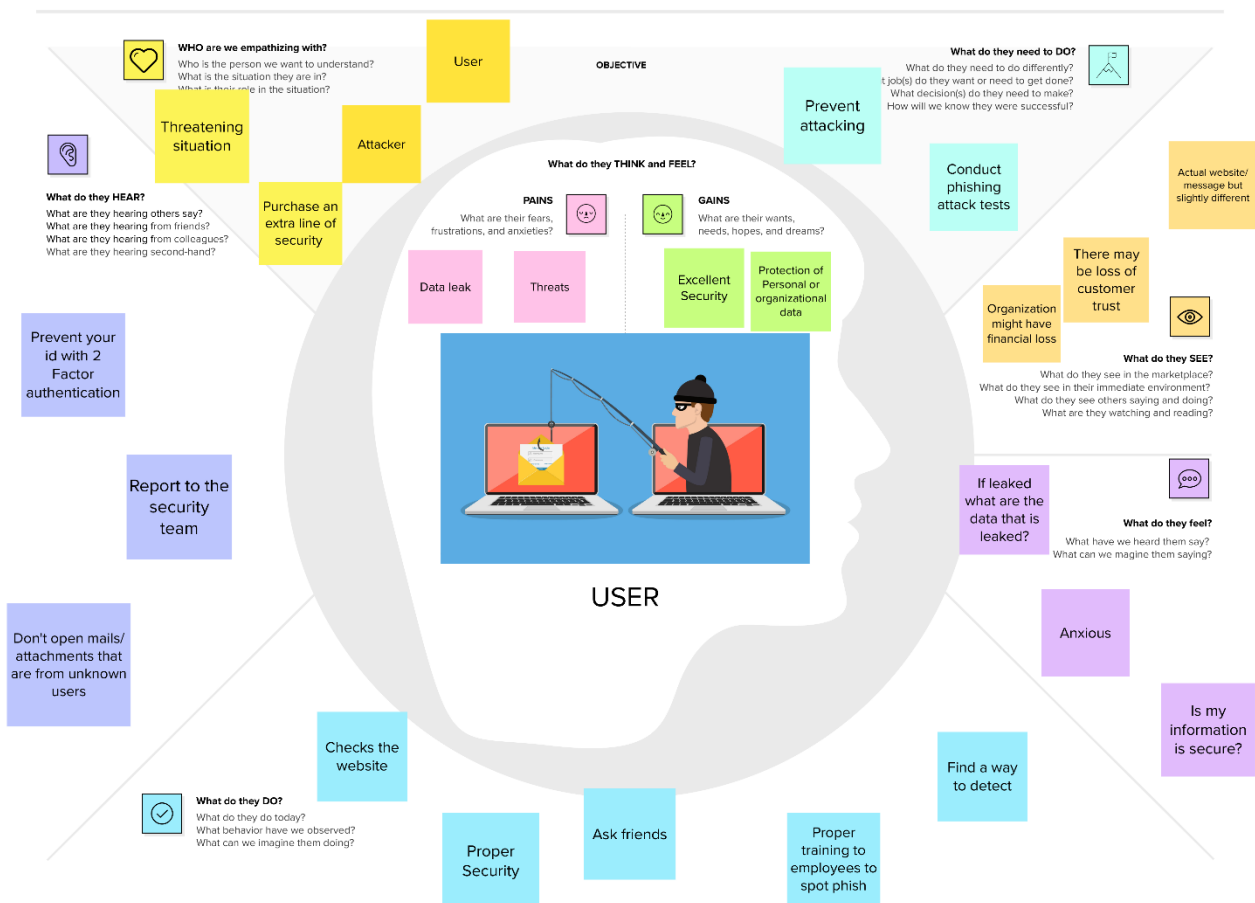 WHO are we empathizing with?
Who is the person we want to understand?
What is the situation they are in?
What is their role in the situation?
User
Threatening
situation
Attacker
Purchase an
extra line of
security
OBJECTIVE
What do they need to DO?
What do they need to do differently?
job(s) do they want or need to get done?
What decision(s) do they need to make?
How will we know they were successful?
Prevent
attacking
Conduct
phishing
attack tests
What do they HEAR?
What are they hearing others say?
What are they hearing from friends?
What are they hearing from colleagues?
What are they hearing second-hand?
Prevent your
id with 2
Factor
authentication
Report to the
security
team
Don't open mails/
attachments that
are from unknown
users
What do they THINK and FEEL?
PAINS
What are their fears,
frustrations, and anxieties?
Data leak
Threats
GAINS
What are their wants,
needs, hopes, and dreams?
Excellent
Security
Protection of
Personal or
organizational
data
USER
Actual website/
message but
slightly different
There may
be loss of
customer
trust
Organization
might have
financial loss
What do they SEE?
What do they see in the marketplace?
What do they see in their immediate environment?
What do they see others saying and doing?
What are they watching and reading?
If leaked
what are the
data that is
leaked?
What do they feel?
What have we heard them say?
What can we magine them saying?
Anxious
Is my
information
is secure?
What do they DO?
What do they do today?
What behavior have we observed?
What can we imagine them doing?
Checks the
website
Proper
Security
Ask friends
Proper
training to
employees to
spot phish
Find a way
to detect